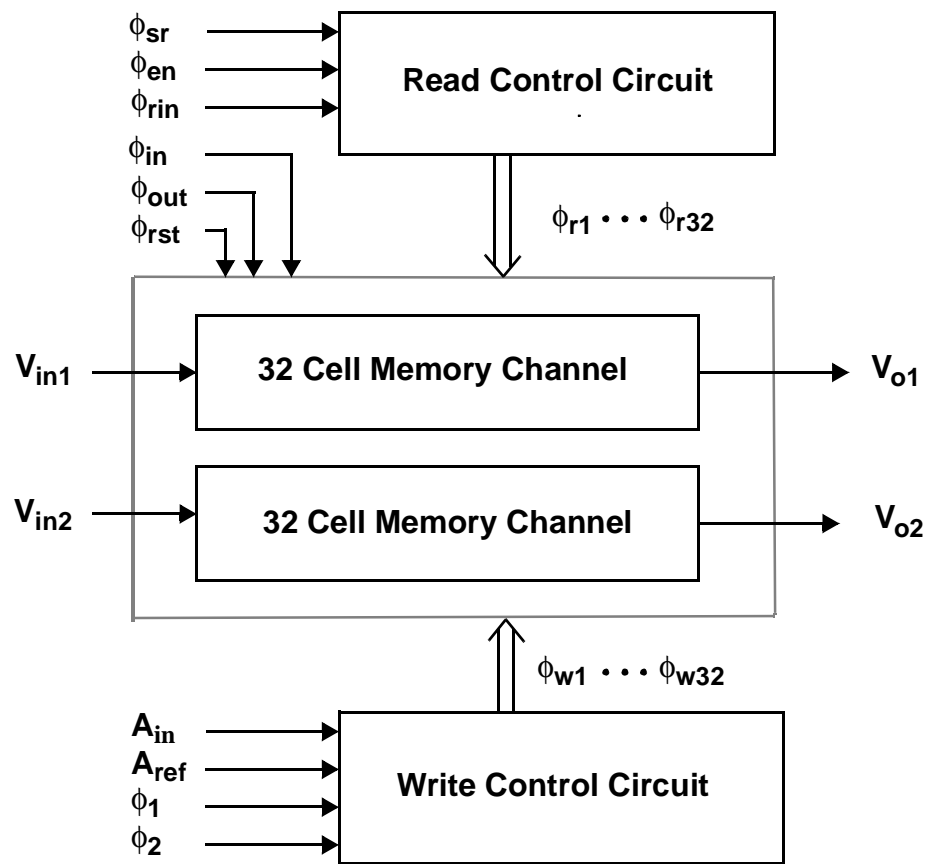 ϕsr
ϕen
ϕrin
Read Control Circuit
ϕin
ϕout
ϕrst
ϕr1 • • • ϕr32
Vin1
32 Cell Memory Channel
Vo1
Vin2
32 Cell Memory Channel
Vo2
ϕw1 • • • ϕw32
Ain
Aref
ϕ1
ϕ2
Write Control Circuit